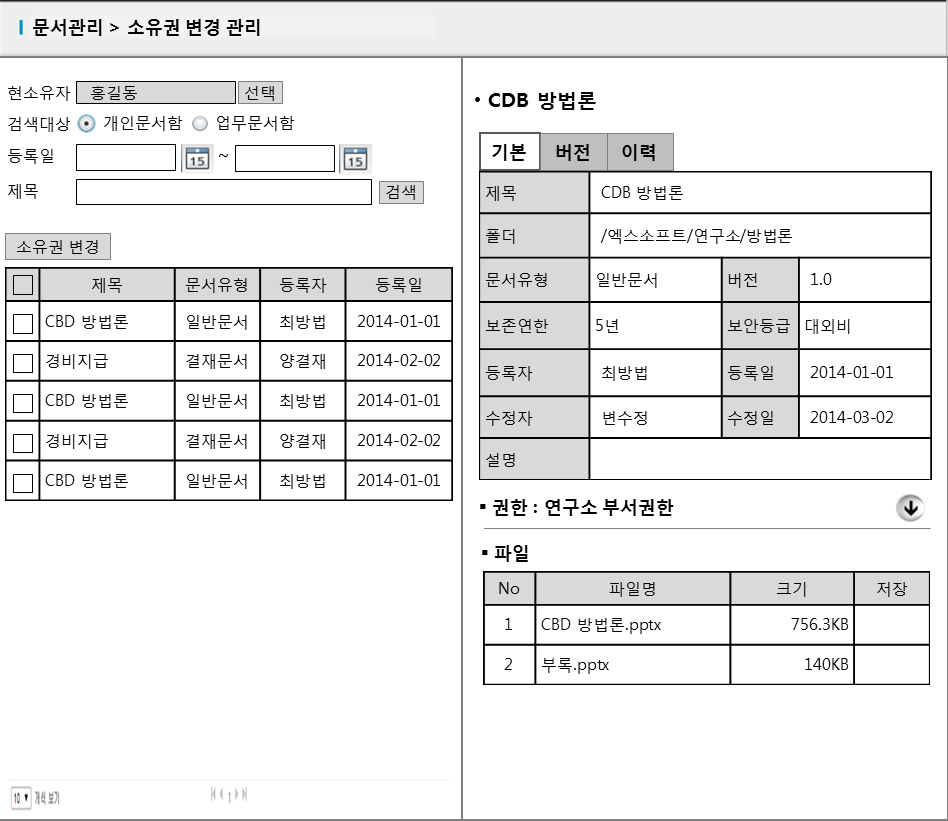 문서관리 > 소유권 변경 관리
현소유자 홍길동 선택
검색대상 개인문서함 업무문서함
등록일 15 ~ 15
제목 검색
소유권 변경
제목 문서유형 등록자 등록일
CBD 방법론 일반문서 최방법 2014-01-01
경비지급 결재문서 양결재 2014-02-02
CBD 방법론 일반문서 최방법 2014-01-01
경비지급 결재문서 양결재 2014-02-02
CBD 방법론 일반문서 최방법 2014-01-01
10 개씩 보기 1
• CDB 방법론
기본 버전 이력
제목 CDB 방법론
폴더 /엑스소프트/연구소/방법론
문서유형 일반문서 버전 1.0
보존연한 5년 보안등급 대외비
등록자 최방법 등록일 2014-01-01
수정자 변수정 수정일 2014-03-02
설명
▪ 권한 : 연구소 부서권한
▪ 파일
No 파일명 크기 저장
1 CBD 방법론.pptx 756.3KB
2 부록.pptx 140KB